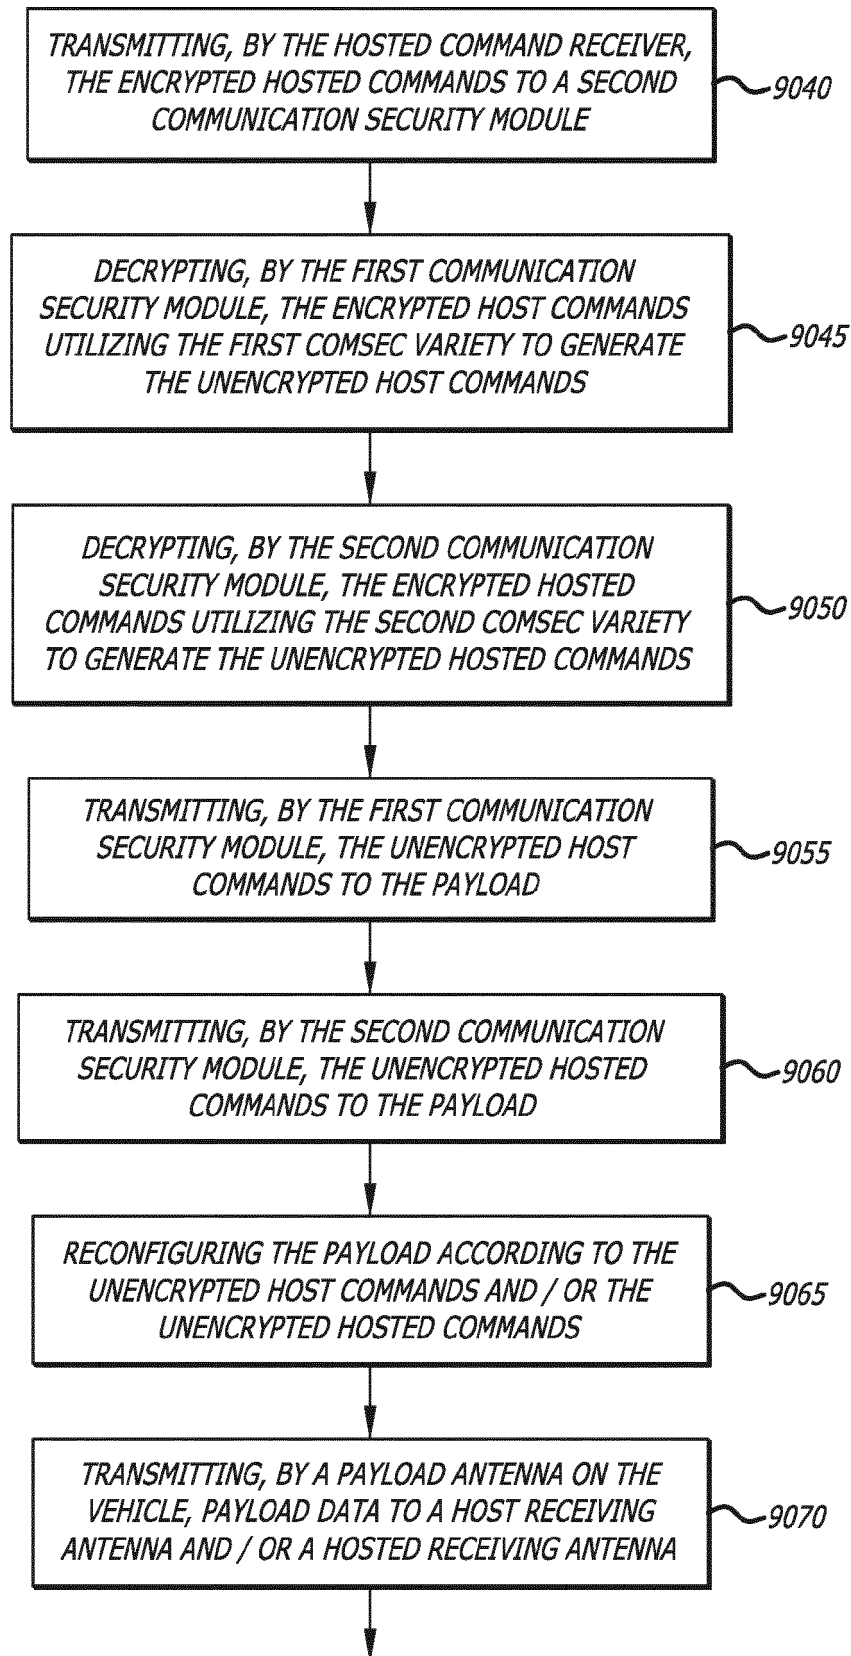 TRANSMITTING, BY THE HOSTED COMMAND RECEIVER,
THE ENCRYPTED HOSTED COMMANDS TO A SECOND
COMMUNICATION SECURITY MODULE
9040
DECRYPTING, BY THE FIRST COMMUNICATION
SECURITY MODULE, THE ENCRYPTED HOST COMMANDS
UTILIZING THE FIRST COMSEC VARIETY TO GENERATE
THE UNENCRYPTED HOST COMMANDS
9045
DECRYPTING, BY THE SECOND COMMUNICATION
SECURITY MODULE, THE ENCRYPTED HOSTED
COMMANDS UTILIZING THE SECOND COMSEC VARIETY
TO GENERATE THE UNENCRYPTED HOSTED COMMANDS
9050
TRANSMITTING, BY THE FIRST COMMUNICATION
SECURITY MODULE, THE UNENCRYPTED HOST
COMMANDS TO THE PAYLOAD
9055
TRANSMITTING, BY THE SECOND COMMUNICATION
SECURITY MODULE, THE UNENCRYPTED HOSTED
COMMANDS TO THE PAYLOAD
9060
RECONFIGURING THE PAYLOAD ACCORDING TO THE
UNENCRYPTED HOST COMMANDS AND / OR THE
UNENCRYPTED HOSTED COMMANDS
9065
TRANSMITTING, BY A PAYLOAD ANTENNA ON THE
VEHICLE, PAYLOAD DATA TO A HOST RECEIVING
ANTENNA AND / OR A HOSTED RECEIVING ANTENNA
9070